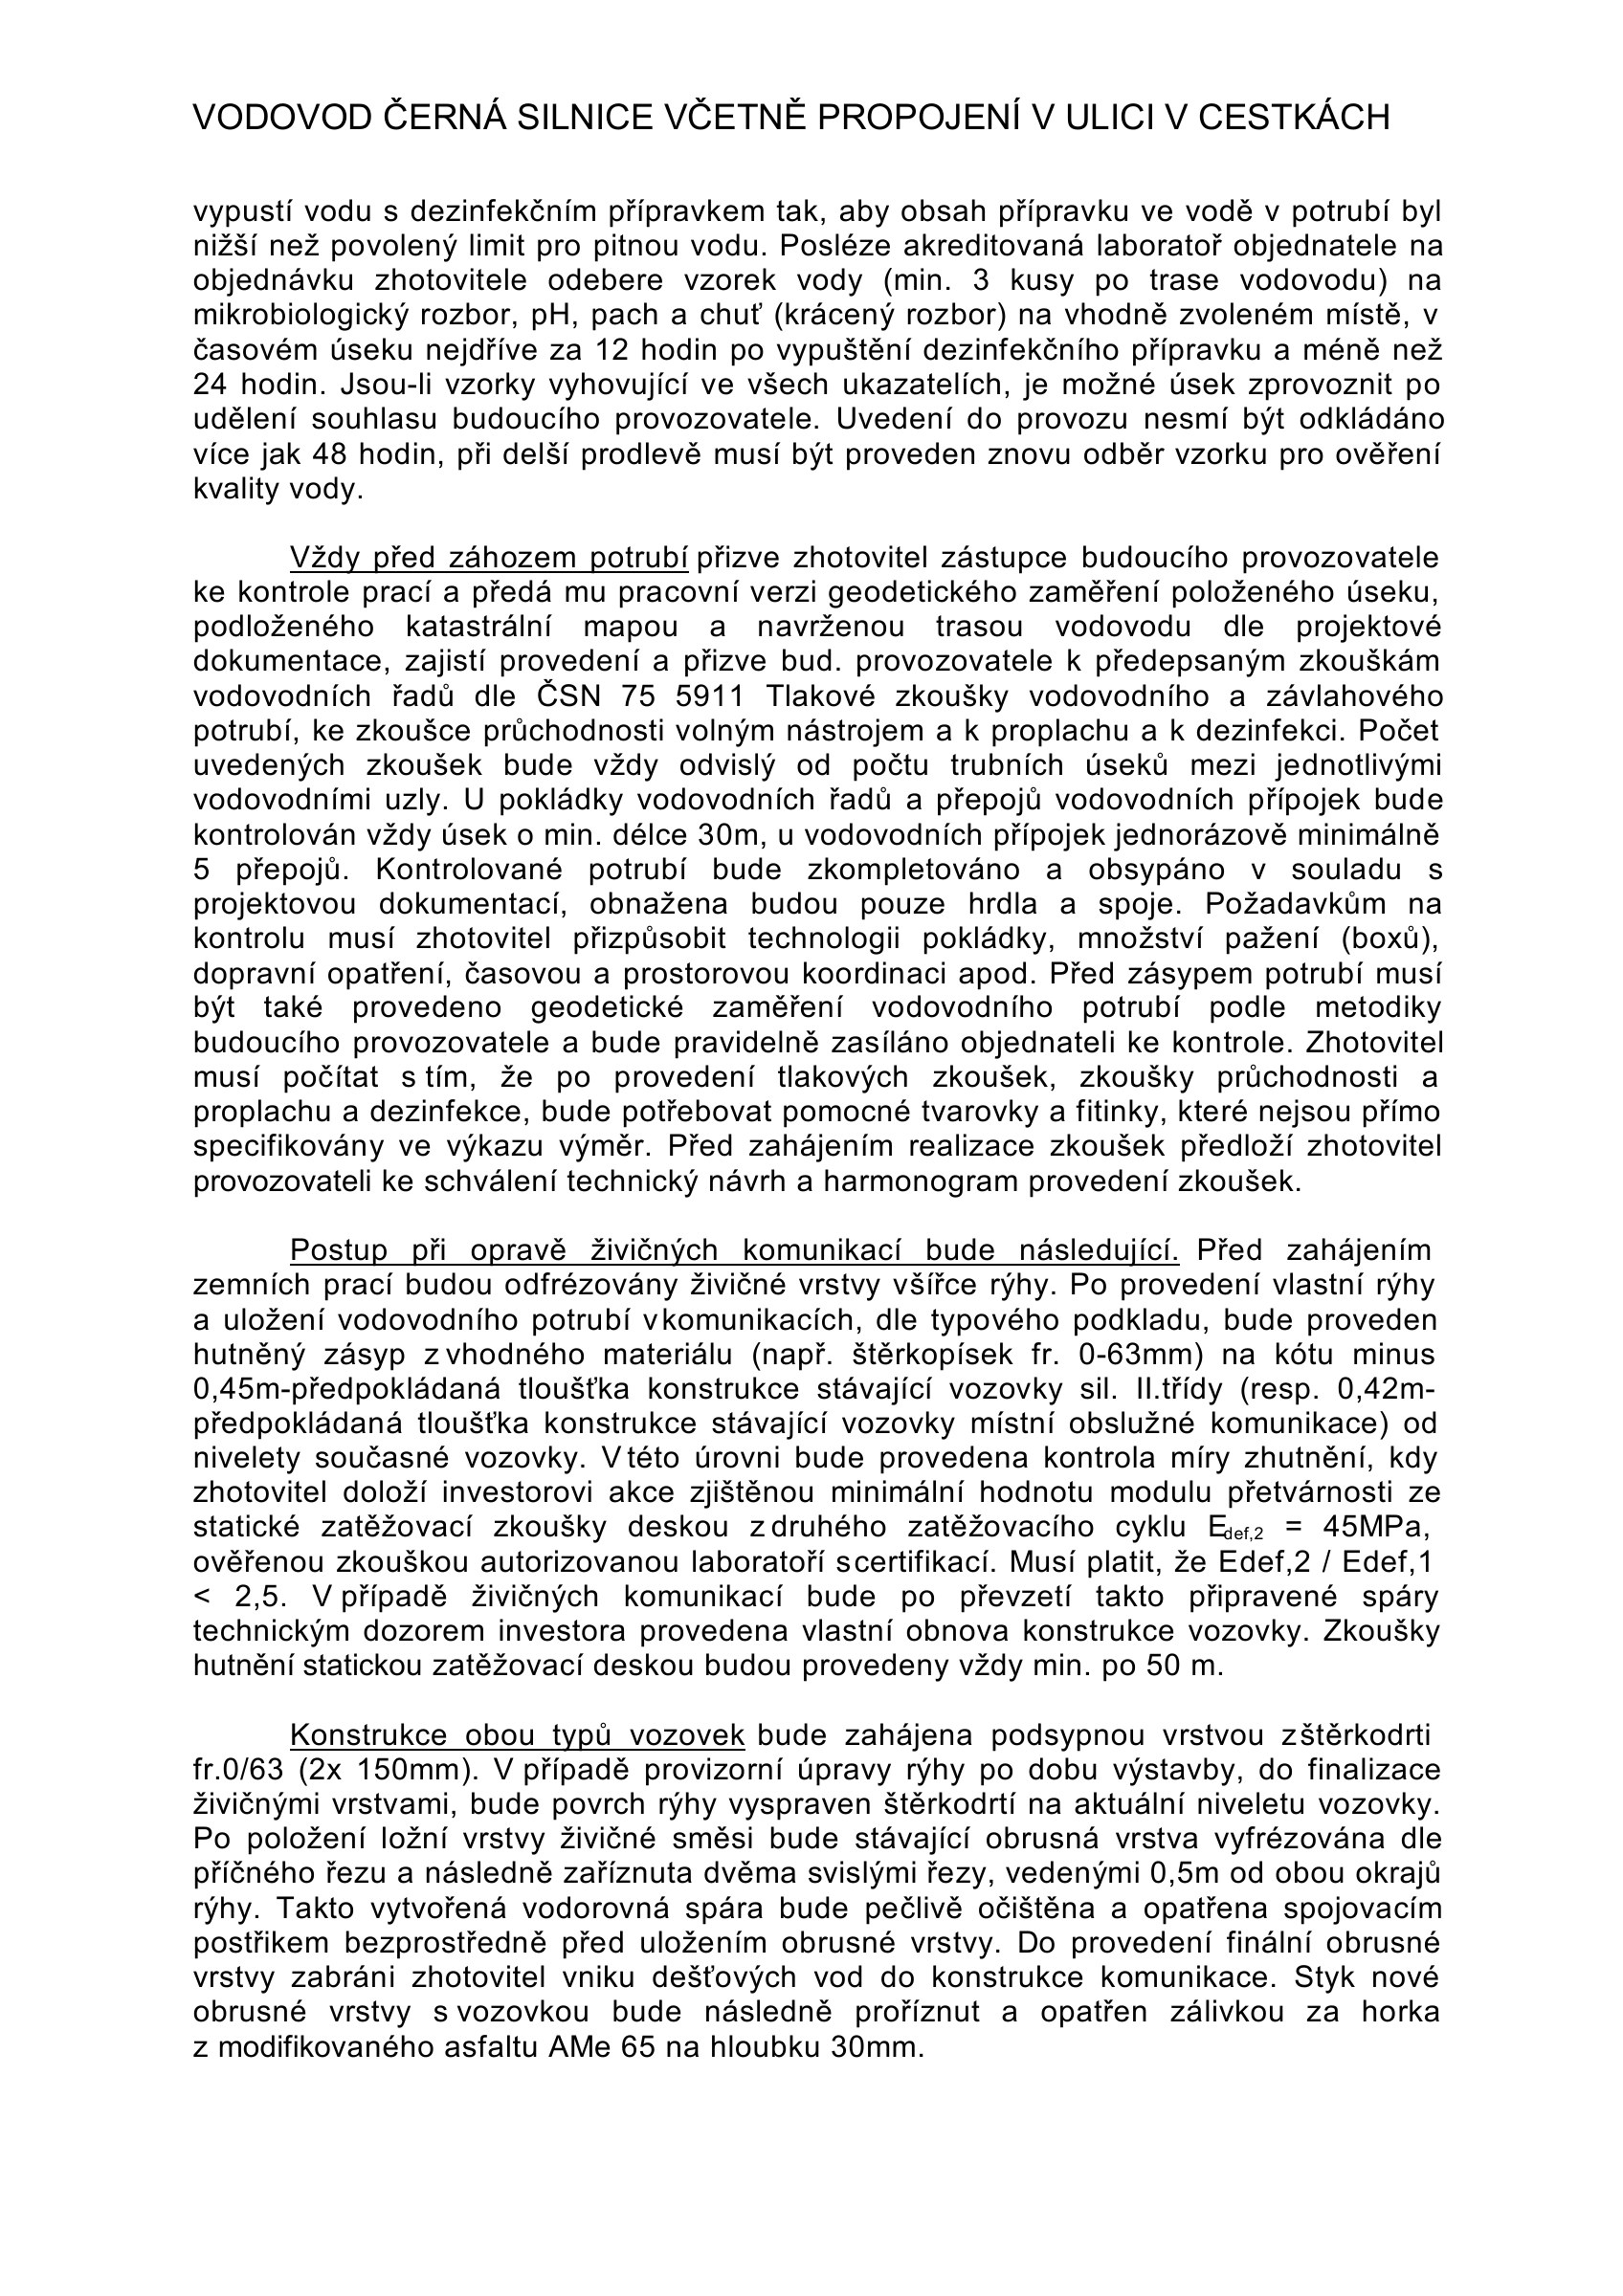 VODOVOD ČERNÁ SILNICE VČETNĚ PROPOJENÍ V ULICI V CESTKÁCH
vypustí vodu s dezinfekčním přípravkem tak, aby obsah přípravku ve vodě v potrubí byl
nižší než povolený limit pro pitnou vodu. Posléze akreditovaná laboratoř objednatele na
objednávku zhotovitele odebere vzorek vody (min. 3 kusy po trase vodovodu) na
mikrobiologický rozbor, pH, pach a chuť (krácený rozbor) na vhodně zvoleném místě, v
časovém úseku nejdříve za 12 hodin po vypuštění dezinfekčního přípravku a méně než
24 hodin. Jsou-li vzorky vyhovující ve všech ukazatelích, je možné úsek zprovoznit po
udělení souhlasu budoucího provozovatele. Uvedení do provozu nesmí být odkládáno
více jak 48 hodin, při delší prodlevě musí být proveden znovu odběr vzorku pro ověření
kvality vody.
Vždy před záhozem potrubí přizve zhotovitel zástupce budoucího provozovatele
ke kontrole prací a předá mu pracovní verzi geodetického zaměření položeného úseku,
podloženého katastrální mapou a navrženou trasou vodovodu dle projektové
dokumentace, zajistí provedení a přizve bud. provozovatele k předepsaným zkouškám
vodovodních řadů dle ČSN 75 5911 Tlakové zkoušky vodovodního a závlahového
potrubí, ke zkoušce průchodnosti volným nástrojem a k proplachu a k dezinfekci. Počet
uvedených zkoušek bude vždy odvislý od počtu trubních úseků mezi jednotlivými
vodovodními uzly. U pokládky vodovodních řadů a přepojů vodovodních přípojek bude
kontrolován vždy úsek o min. délce 30m, u vodovodních přípojek jednorázově minimálně
5 přepojů. Kontrolované potrubí bude zkompletováno a obsypáno v souladu s
projektovou dokumentací, obnažena budou pouze hrdla a spoje. Požadavkům na
kontrolu musí zhotovitel přizpůsobit technologii pokládky, množství pažení (boxů),
dopravní opatření, časovou a prostorovou koordinaci apod. Před zásypem potrubí musí
být také provedeno geodetické zaměření vodovodního potrubí podle metodiky
budoucího provozovatele a bude pravidelně zasíláno objednateli ke kontrole. Zhotovitel
musí počítat s tím, že po provedení tlakových zkoušek, zkoušky průchodnosti a
proplachu a dezinfekce, bude potřebovat pomocné tvarovky a fitinky, které nejsou přímo
specifikovány ve výkazu výměr. Před zahájením realizace zkoušek předloží zhotovitel
provozovateli ke schválení technický návrh a harmonogram provedení zkoušek.
Postup při opravě živičných komunikací bude následující. Před zahájením
zemních prací budou odfrézovány živičné vrstvy v šířce rýhy. Po provedení vlastní rýhy
a uložení vodovodního potrubí v komunikacích, dle typového podkladu, bude proveden
hutněný zásyp z vhodného materiálu (např. štěrkopísek fr. 0-63mm) na kótu minus
0,45m-předpokládaná tloušťka konstrukce stávající vozovky sil. II.třídy (resp. 0,42m-
předpokládaná tloušťka konstrukce stávající vozovky místní obslužné komunikace) od
nivelety současné vozovky. V této úrovni bude provedena kontrola míry zhutnění, kdy
zhotovitel doloží investorovi akce zjištěnou minimální hodnotu modulu přetvárnosti ze
statické zatěžovací zkoušky deskou z druhého zatěžovacího cyklu Edef,2 = 45MPa,
ověřenou zkouškou autorizovanou laboratoří s certifikací. Musí platit, že Edef,2 / Edef,1
< 2,5. V případě živičných komunikací bude po převzetí takto připravené spáry
technickým dozorem investora provedena vlastní obnova konstrukce vozovky. Zkoušky
hutnění statickou zatěžovací deskou budou provedeny vždy min. po 50 m.
Konstrukce obou typů vozovek bude zahájena podsypnou vrstvou z štěrkodrti
fr.0/63 (2x 150mm). V případě provizorní úpravy rýhy po dobu výstavby, do finalizace
živičnými vrstvami, bude povrch rýhy vyspraven štěrkodrtí na aktuální niveletu vozovky.
Po položení ložní vrstvy živičné směsi bude stávající obrusná vrstva vyfrézována dle
příčného řezu a následně zaříznuta dvěma svislými řezy, vedenými 0,5m od obou okrajů
rýhy. Takto vytvořená vodorovná spára bude pečlivě očištěna a opatřena spojovacím
postřikem bezprostředně před uložením obrusné vrstvy. Do provedení finální obrusné
vrstvy zabráni zhotovitel vniku dešťových vod do konstrukce komunikace. Styk nové
obrusné vrstvy s vozovkou bude následně proříznut a opatřen zálivkou za horka
z modifikovaného asfaltu AMe 65 na hloubku 30mm.